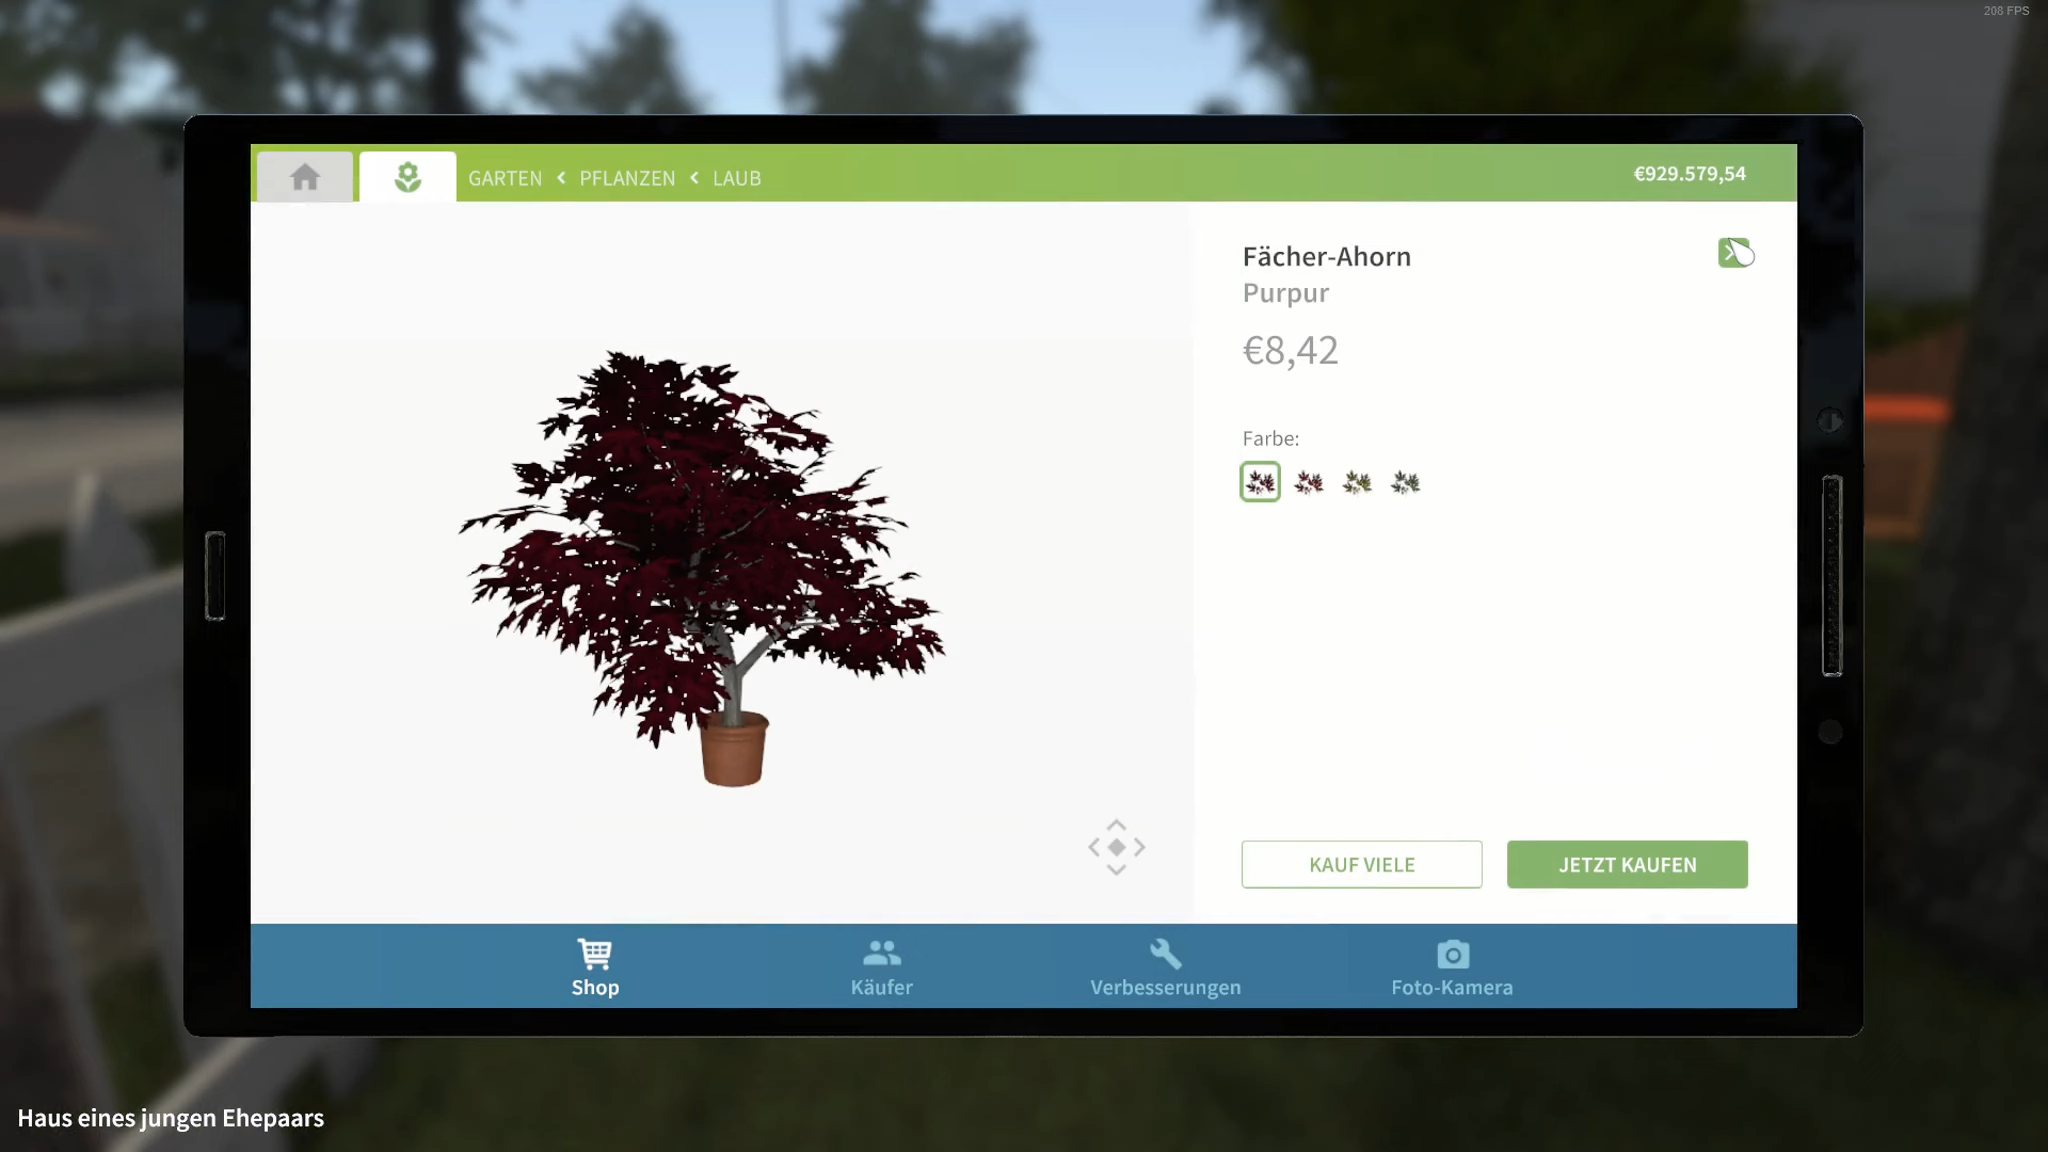 208 FPS
GARTEN < PFLANZEN < LAUB
€929.579,54
Fächer-Ahorn
Purpur
€8,42
Farbe:
KAUF VIELE
JETZT KAUFEN
Shop
Käufer
Verbesserungen
Foto-Kamera
Haus eines jungen Ehepaars